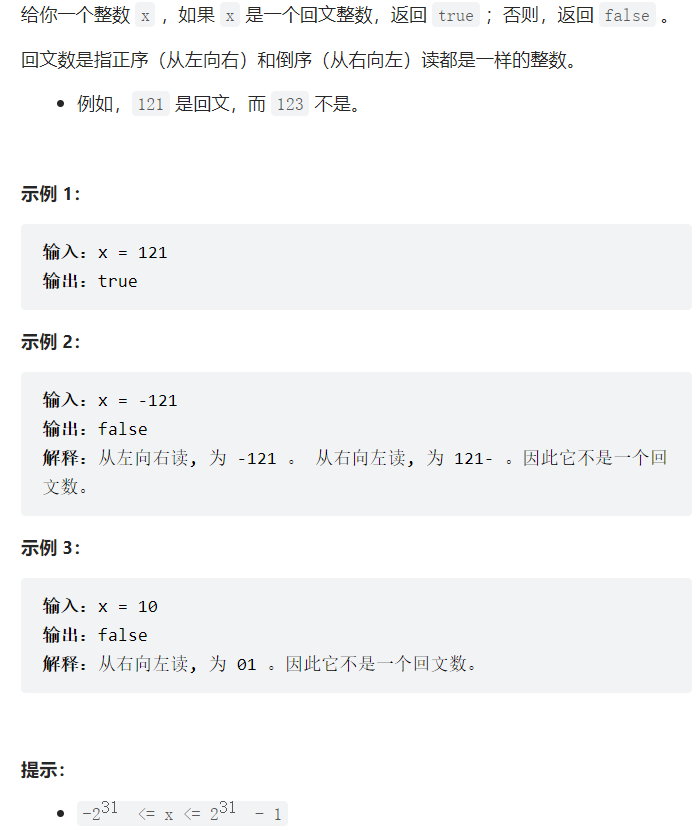 给你一个整数 x ，如果 x 是一个回文整数，返回 true ；否则，返回 false 。
回文数是指正序（从左向右）和倒序（从右向左）读都是一样的整数。
• 例如，121 是回文，而 123 不是。
示例 1：
输入：x = 121
输出：true
示例 2：
输入：x = -121
输出：false
解释：从左向右读, 为 -121 。 从右向左读, 为 121- 。因此它不是一个回
文数。
示例 3：
输入：x = 10
输出：false
解释：从右向左读, 为 01 。因此它不是一个回文数。
提示：
• -2³¹ <= x <= 2³¹ - 1